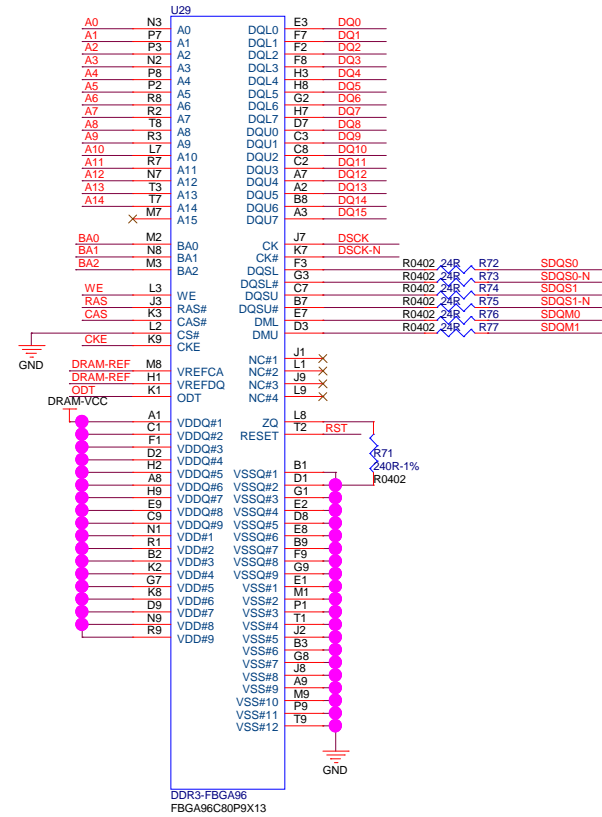 U29
A0 N3 A0 DQL0 E3 DQ0
A1 P7 A1 DQL1 F7 DQ1
A2 P3 A2 DQL2 F2 DQ2
A3 N2 A3 DQL3 F8 DQ3
A4 P8 A4 DQL4 H3 DQ4
A5 P2 A5 DQL5 H8 DQ5
A6 R8 A6 DQL6 G2 DQ6
A7 R2 A7 DQL7 H7 DQ7
A8 T8 A8 DQU0 D7 DQ8
A9 R3 A9 DQU1 C3 DQ9
A10 L7 A10 DQU2 C8 DQ10
A11 R7 A11 DQU3 C2 DQ11
A12 N7 A12 DQU4 A7 DQ12
A13 T3 A13 DQU5 A2 DQ13
A14 T7 A14 DQU6 B8 DQ14
M7 A15 DQU7 A3 DQ15
BA0 M2 BA0 CK J7 DSCK
BA1 N8 BA1 CK# K7 DSCK-N
BA2 M3 BA2 DQSL F3 R0402 24R R72 SDQS0
DQSL# G3 R0402 24R R73 SDQS0-N
WE L3 WE DQSU C7 R0402 24R R74 SDQS1
RAS J3 RAS# DQSU# B7 R0402 24R R75 SDQS1-N
CAS K3 CAS# DML E7 R0402 24R R76 SDQM0
L2 CS# DMU D3 R0402 24R R77 SDQM1
CKE K9 CKE
GND
NC#1 J1
DRAM-REF M8 VREFCA NC#2 L1
DRAM-REF H1 VREFDQ NC#3 J9
ODT K1 ODT NC#4 L9
DRAM-VCC
A1 VDDQ#1 ZQ L8
C1 VDDQ#2 RESET T2 RST
F1 VDDQ#3
D2 VDDQ#4 R71
H2 VDDQ#5 VSSQ#1 B1 240R-1%
A8 VDDQ#6 VSSQ#2 D1 R0402
H9 VDDQ#7 VSSQ#3 G1
E9 VDDQ#8 VSSQ#4 E2
C9 VDDQ#9 VSSQ#5 D8
N1 VDD#1 VSSQ#6 E8
R1 VDD#2 VSSQ#7 B9
B2 VDD#3 VSSQ#8 F9
K2 VDD#4 VSSQ#9 G9
G7 VDD#5 VSS#1 E1
K8 VDD#6 VSS#2 M1
D9 VDD#7 VSS#3 P1
N9 VDD#8 VSS#4 T1
R9 VDD#9 VSS#5 J2
VSS#6 B3
VSS#7 G8
VSS#8 J8
VSS#9 A9
VSS#10 M9
VSS#11 P9
VSS#12 T9
GND
DDR3-FBGA96
FBGA96C80P9X13